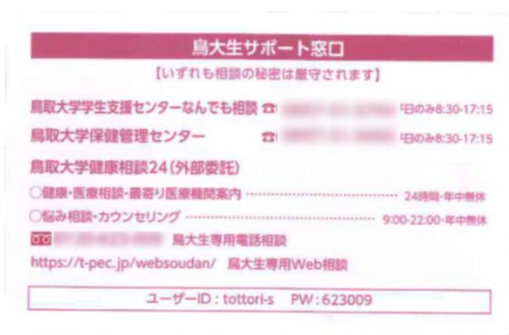 鳥大生サポート窓口
【いずれも相談の秘密は厳守されます】
鳥取大学学生支援センターなんでも相談 ☎ 日のみ8:30-17:15
鳥取大学保健管理センター ☎ 日のみ8:30-17:15
鳥取大学健康相談24(外部委託)
○健康・医療相談・最寄り医療機関案内 24時間・年中無休
○悩み相談・カウンセリング 9:00-22:00・年中無休
鳥大生専用電話相談
https://t-pec.jp/websoudan/ 鳥大生専用Web相談
ユーザーID:tottori-s PW:623009